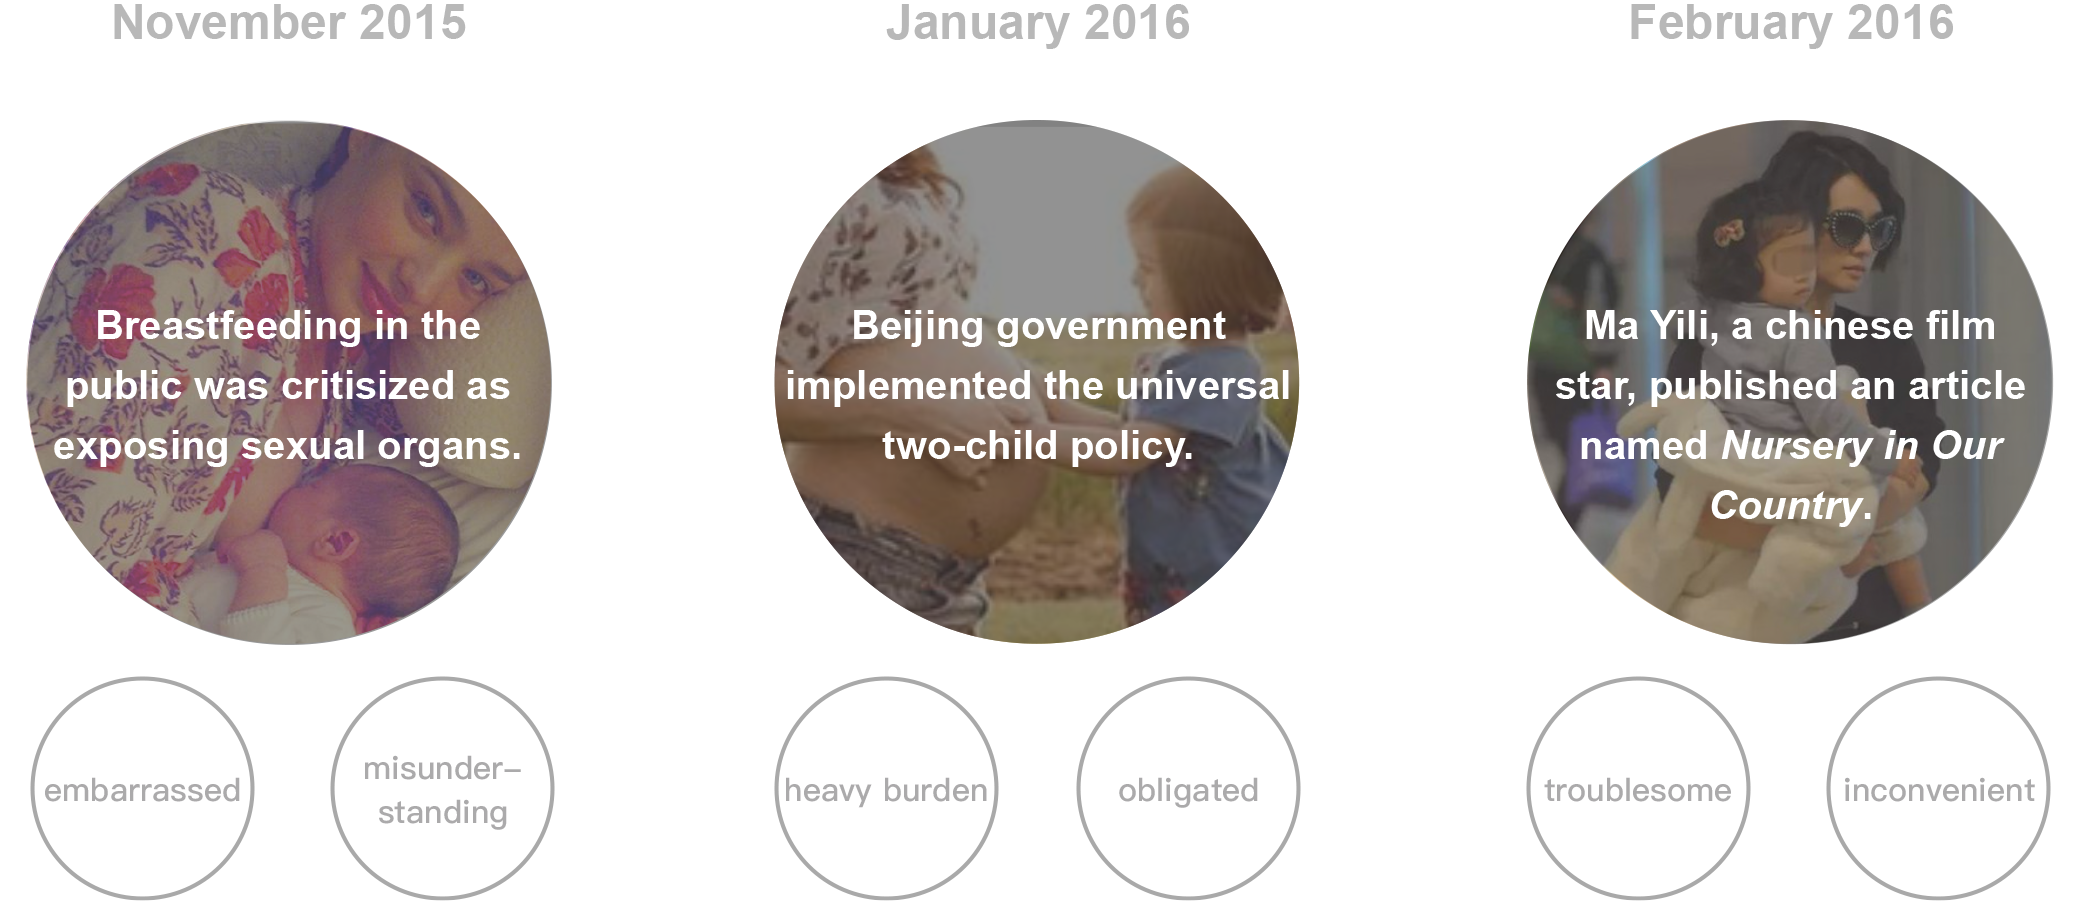 November 2015
Breastfeeding in the
public was critisized as
exposing sexual organs.
embarrassed
misunder-
standing
January 2016
Beijing government
implemented the universal
two-child policy.
heavy burden
obligated
February 2016
Ma Yili, a chinese film
star, published an article
named Nursery in Our
Country.
troublesome
inconvenient